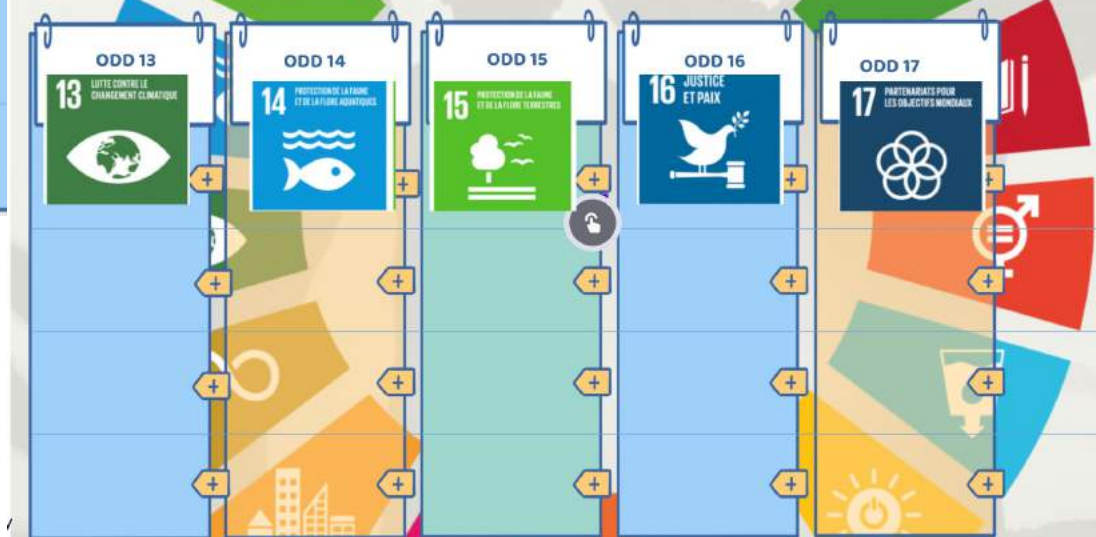 ODD 13
13 LUTTE CONTRE LE
CHANGEMENT CLIMATIQUE
ODD 14
14 PROTECTION DE LA FAUNE
ET DE LA FLORE AQUATIQUES
ODD 15
15 PROTECTION DE LA FAUNE
ET DE LA FLORE TERRESTRES
ODD 16
16 JUSTICE
ET PAIX
ODD 17
17 PARTENARIATS POUR
LES OBJECTIFS MONDIAUX